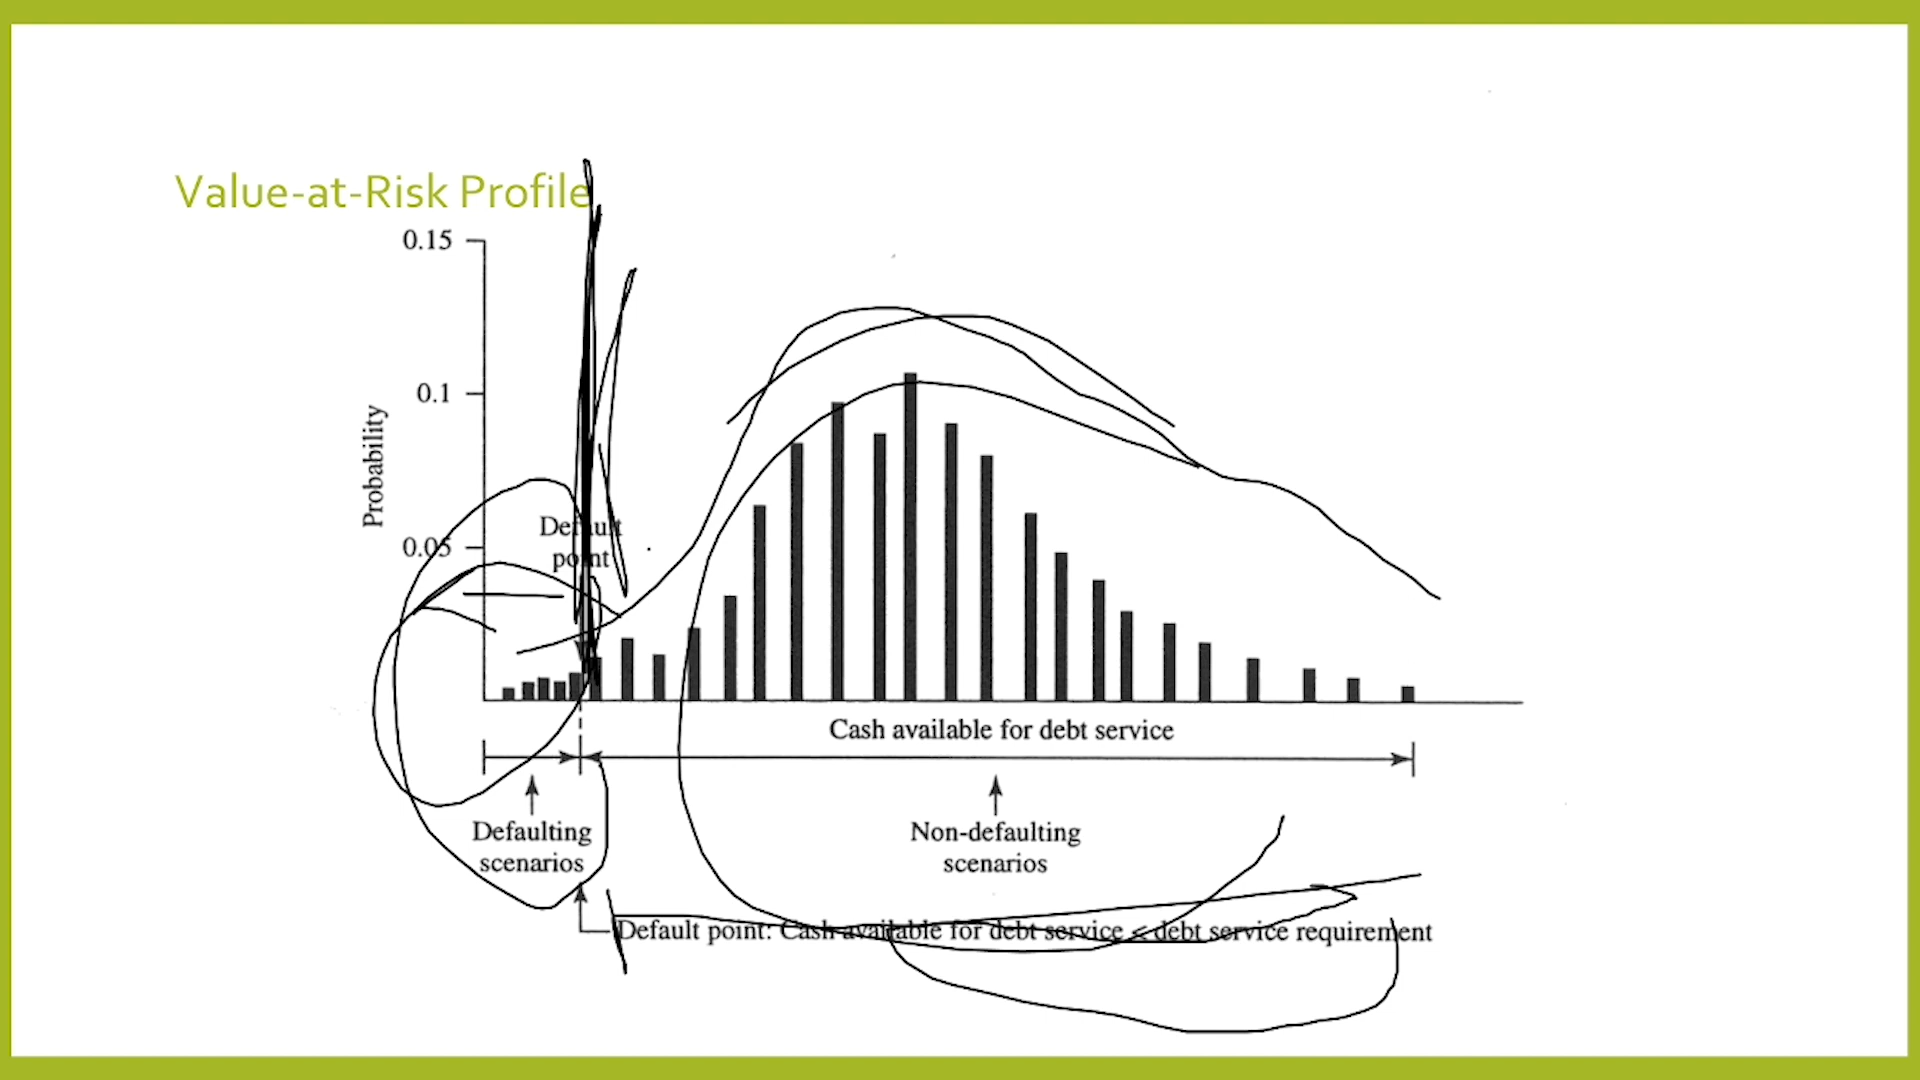 Value-at-Risk Profile
0.15
0.1
0.05
Probability
Default
point
Cash available for debt service
Defaulting
scenarios
Non-defaulting
scenarios
Default point: Cash available for debt service < debt service requirement